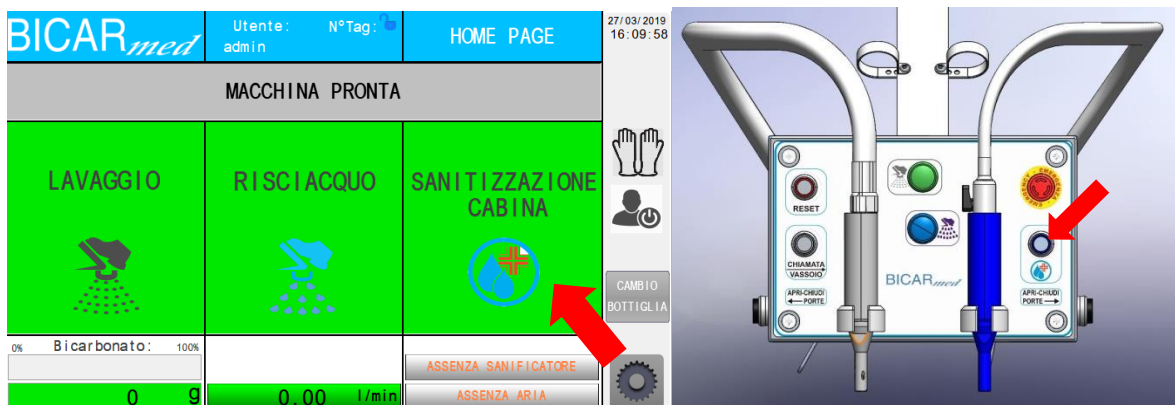 BICARmed
Utente: N°Tag:
admin
HOME PAGE
27/03/2019
16:09:58
MACCHINA PRONTA
LAVAGGIO
RISCIACQUO
SANITIZZAZIONE
CABINA
CAMBIO
BOTTIGLIA
0% Bicarbonato: 100%
0 g
0.00 l/min
ASSENZA SANIFICATORE
ASSENZA ARIA
RESET
CHIAMATA
VASSOIO
APRI-CHIUDI
PORTE
BICARmed
EMERGENZA
APRI-CHIUDI
PORTE